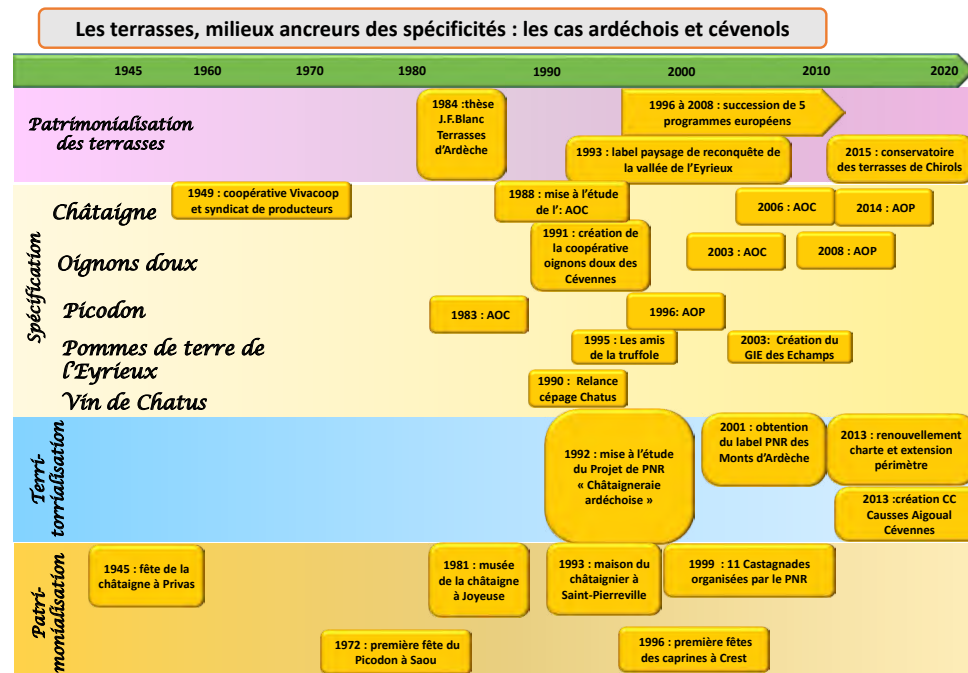 Les terrasses, milieux ancreurs des spécificités : les cas ardéchois et cévenols
1945 1960 1970 1980 1990 2000 2010 2020
Patrimonialisation
des terrasses
1984 :thèse
J.F.Blanc
Terrasses
d'Ardèche
1996 à 2008 : succession de 5
programmes européens
1993 : label paysage de reconquête de
la vallée de l'Eyrieux
2015 : conservatoire
des terrasses de Chirols
Spécification
Châtaigne
1949 : coopérative Vivacoop
et syndicat de producteurs
1988 : mise à l'étude
de l': AOC
2006 : AOC
2014 : AOP
Oignons doux
1991 : création de
la coopérative
oignons doux des
Cévennes
2003 : AOC
2008 : AOP
Picodon
1983 : AOC
1996: AOP
Pommes de terre de
l'Eyrieux
1995 : Les amis
de la truffole
2003: Création du
GIE des Echamps
Vin de Chatus
1990 : Relance
cépage Chatus
Terri-
torrialisation
1992 : mise à l'étude
du Projet de PNR
« Châtaigneraie
ardéchoise »
2001 : obtention
du label PNR des
Monts d'Ardèche
2013 : renouvellement
charte et extension
périmètre
2013 :création CC
Causses Aigoual
Cévennes
Patri-
monialisation
1945 : fête de la
châtaigne à Privas
1981 : musée
de la châtaigne
à Joyeuse
1993 : maison du
châtaignier à
Saint-Pierreville
1999 : 11 Castagnades
organisées par le PNR
1972 : première fête du
Picodon à Saou
1996 : première fêtes
des caprines à Crest